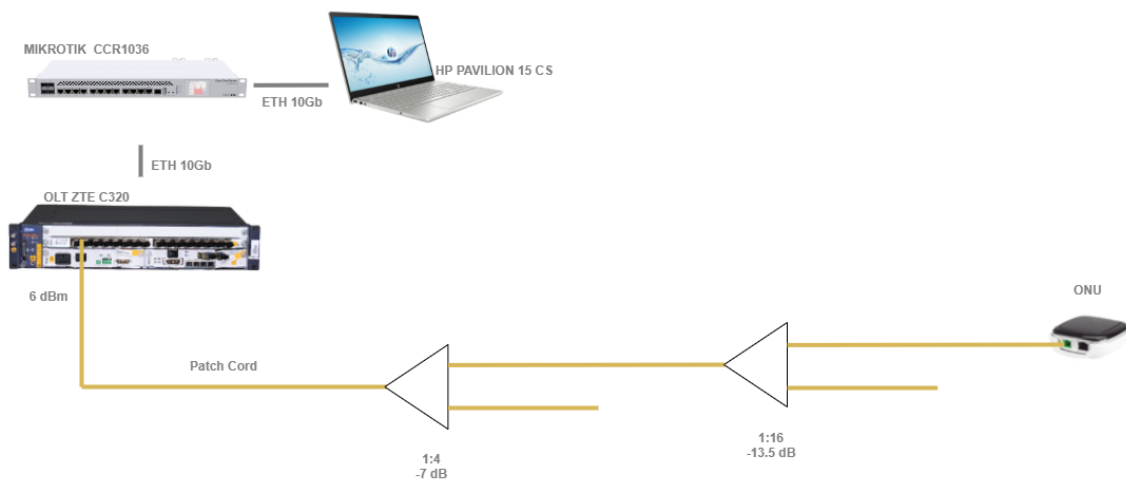 MIKROTIK CCR1036
HP PAVILION 15 CS
ETH 10Gb
ETH 10Gb
OLT ZTE C320
6 dBm
ONU
Patch Cord
1:4
-7 dB
1:16
-13.5 dB